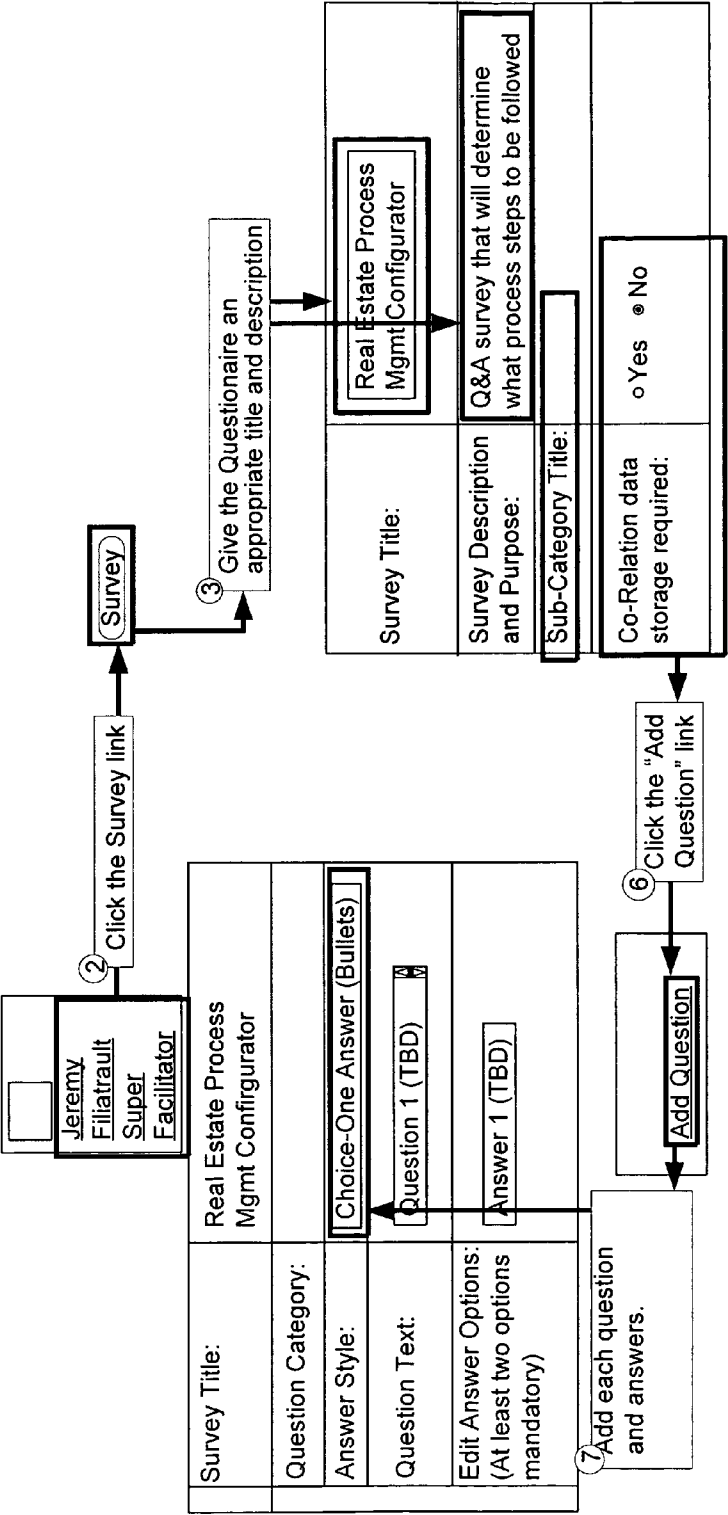 Jeremy
Filiatrault
Super
Facilitator
2
Click the Survey link
Survey
3
Give the Questionaire an
appropriate title and description
Survey Title:
Real Estate Process
Mgmt Configurator
Survey Description
and Purpose:
Q&A survey that will determine
what process steps to be followed
Sub-Category Title:
Co-Relation data
storage required:
Yes
No
6
Click the “Add
Question” link
Add Question
7
Add each question
and answers.
Survey Title:
Real Estate Process
Mgmt Confirgurator
Question Category:
Answer Style:
Choice-One Answer (Bullets)
Question Text:
Question 1 (TBD)
Edit Answer Options:
(At least two options
mandatory)
Answer 1 (TBD)